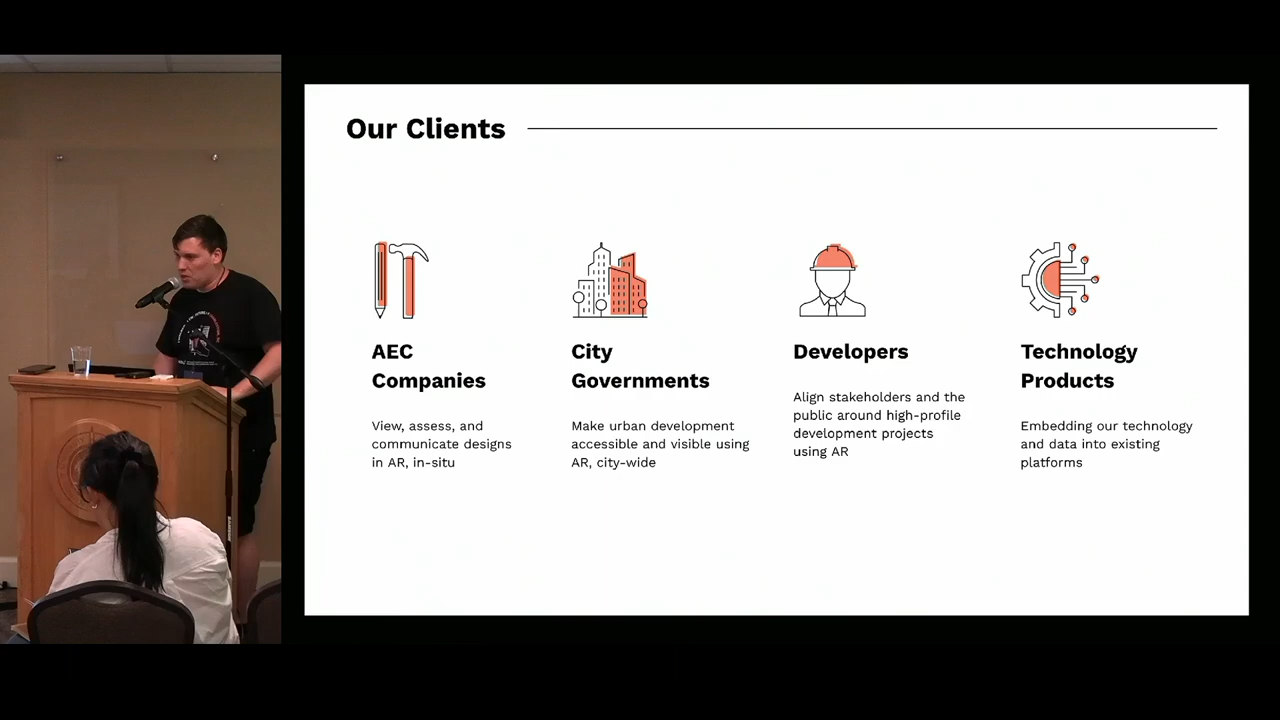 Our Clients
AEC
Companies
View, assess, and
communicate designs
in AR, in-situ
City
Governments
Make urban development
accessible and visible using
AR, city-wide
Developers
Align stakeholders and the
public around high-profile
development projects
using AR
Technology
Products
Embedding our technology
and data into existing
platforms